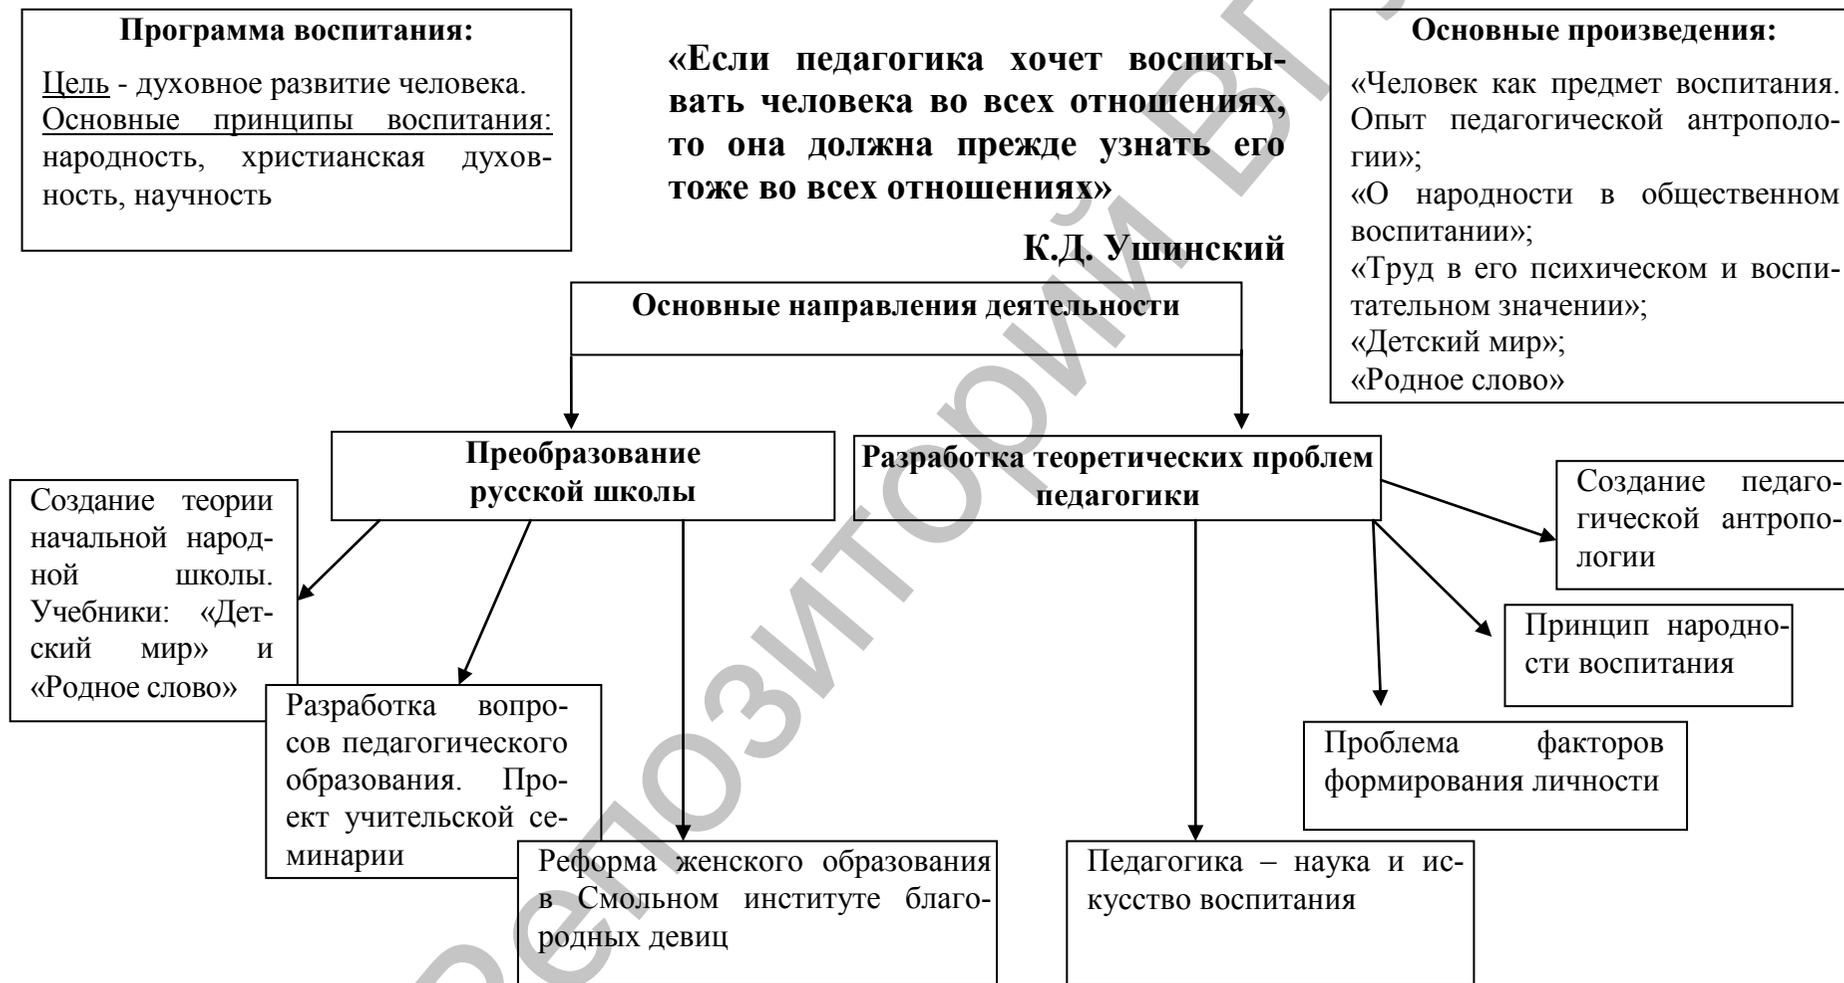 Программа воспитания:
Цель - духовное развитие человека.
Основные принципы воспитания:
народность, христианская духов-
ность, научность
«Если педагогика хочет воспиты-
вать человека во всех отношениях,
то она должна прежде узнать его
тоже во всех отношениях»
К.Д. Ушинский
Основные произведения:
«Человек как предмет воспитания.
Опыт педагогической антрополо-
гии»;
«О народности в общественном
воспитании»;
«Труд в его психическом и воспи-
тательном значении»;
«Детский мир»;
«Родное слово»
Основные направления деятельности
Преобразование
русской школы
Разработка теоретических проблем
педагогики
Создание теории
начальной народ-
ной школы.
Учебники: «Дет-
ский мир» и
«Родное слово»
Разработка вопро-
сов педагогического
образования. Про-
ект учительской се-
минарии
Реформа женского образования
в Смольном институте благо-
родных девиц
Педагогика – наука и ис-
кусство воспитания
Проблема факторов
формирования личности
Принцип народно-
сти воспитания
Создание педаго-
гической антропо-
логии
Репозиторий ВГ